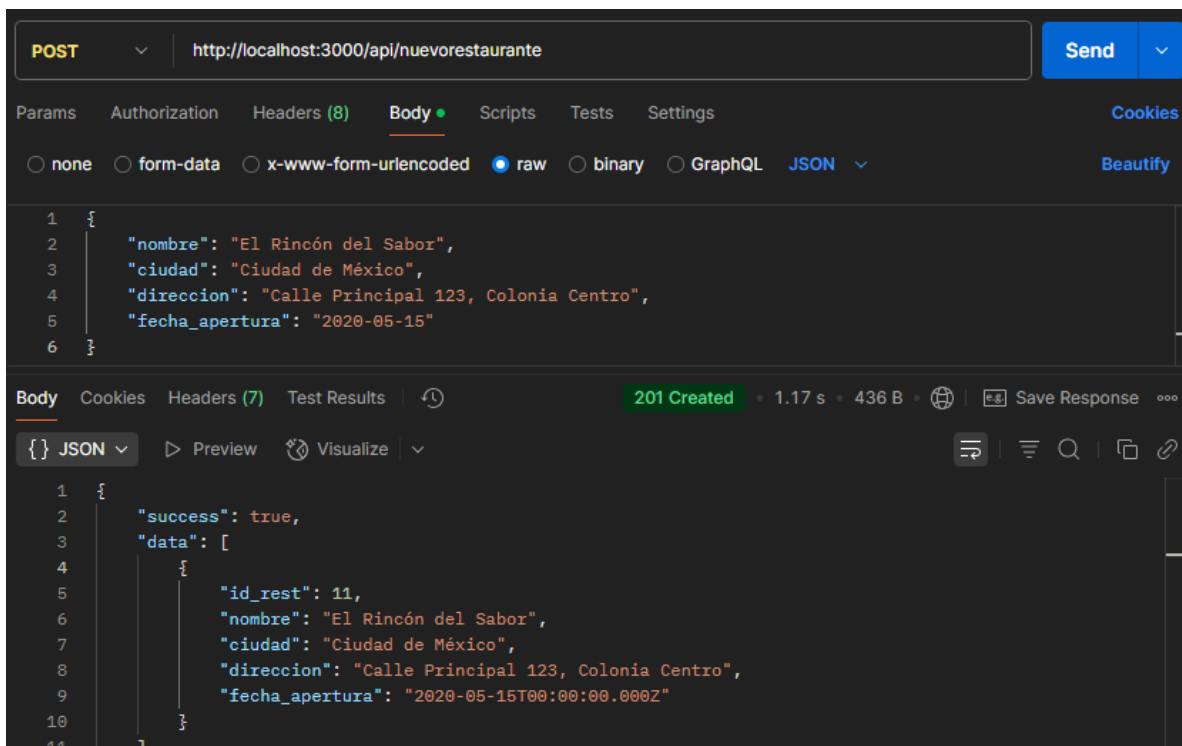 POST http://localhost:3000/api/nuevorestaurante Send
Params Authorization Headers (8) Body Scripts Tests Settings Cookies
none form-data x-www-form-urlencoded raw binary GraphQL JSON Beautify
1 {
2 "nombre": "El Rincón del Sabor",
3 "ciudad": "Ciudad de México",
4 "direccion": "Calle Principal 123, Colonia Centro",
5 "fecha_apertura": "2020-05-15"
6 }
Body Cookies Headers (7) Test Results 201 Created • 1.17 s • 436 B • e.g. Save Response
{} JSON Preview Visualize
1 {
2 "success": true,
3 "data": [
4 {
5 "id_rest": 11,
6 "nombre": "El Rincón del Sabor",
7 "ciudad": "Ciudad de México",
8 "direccion": "Calle Principal 123, Colonia Centro",
9 "fecha_apertura": "2020-05-15T00:00:00.000Z"
10 }